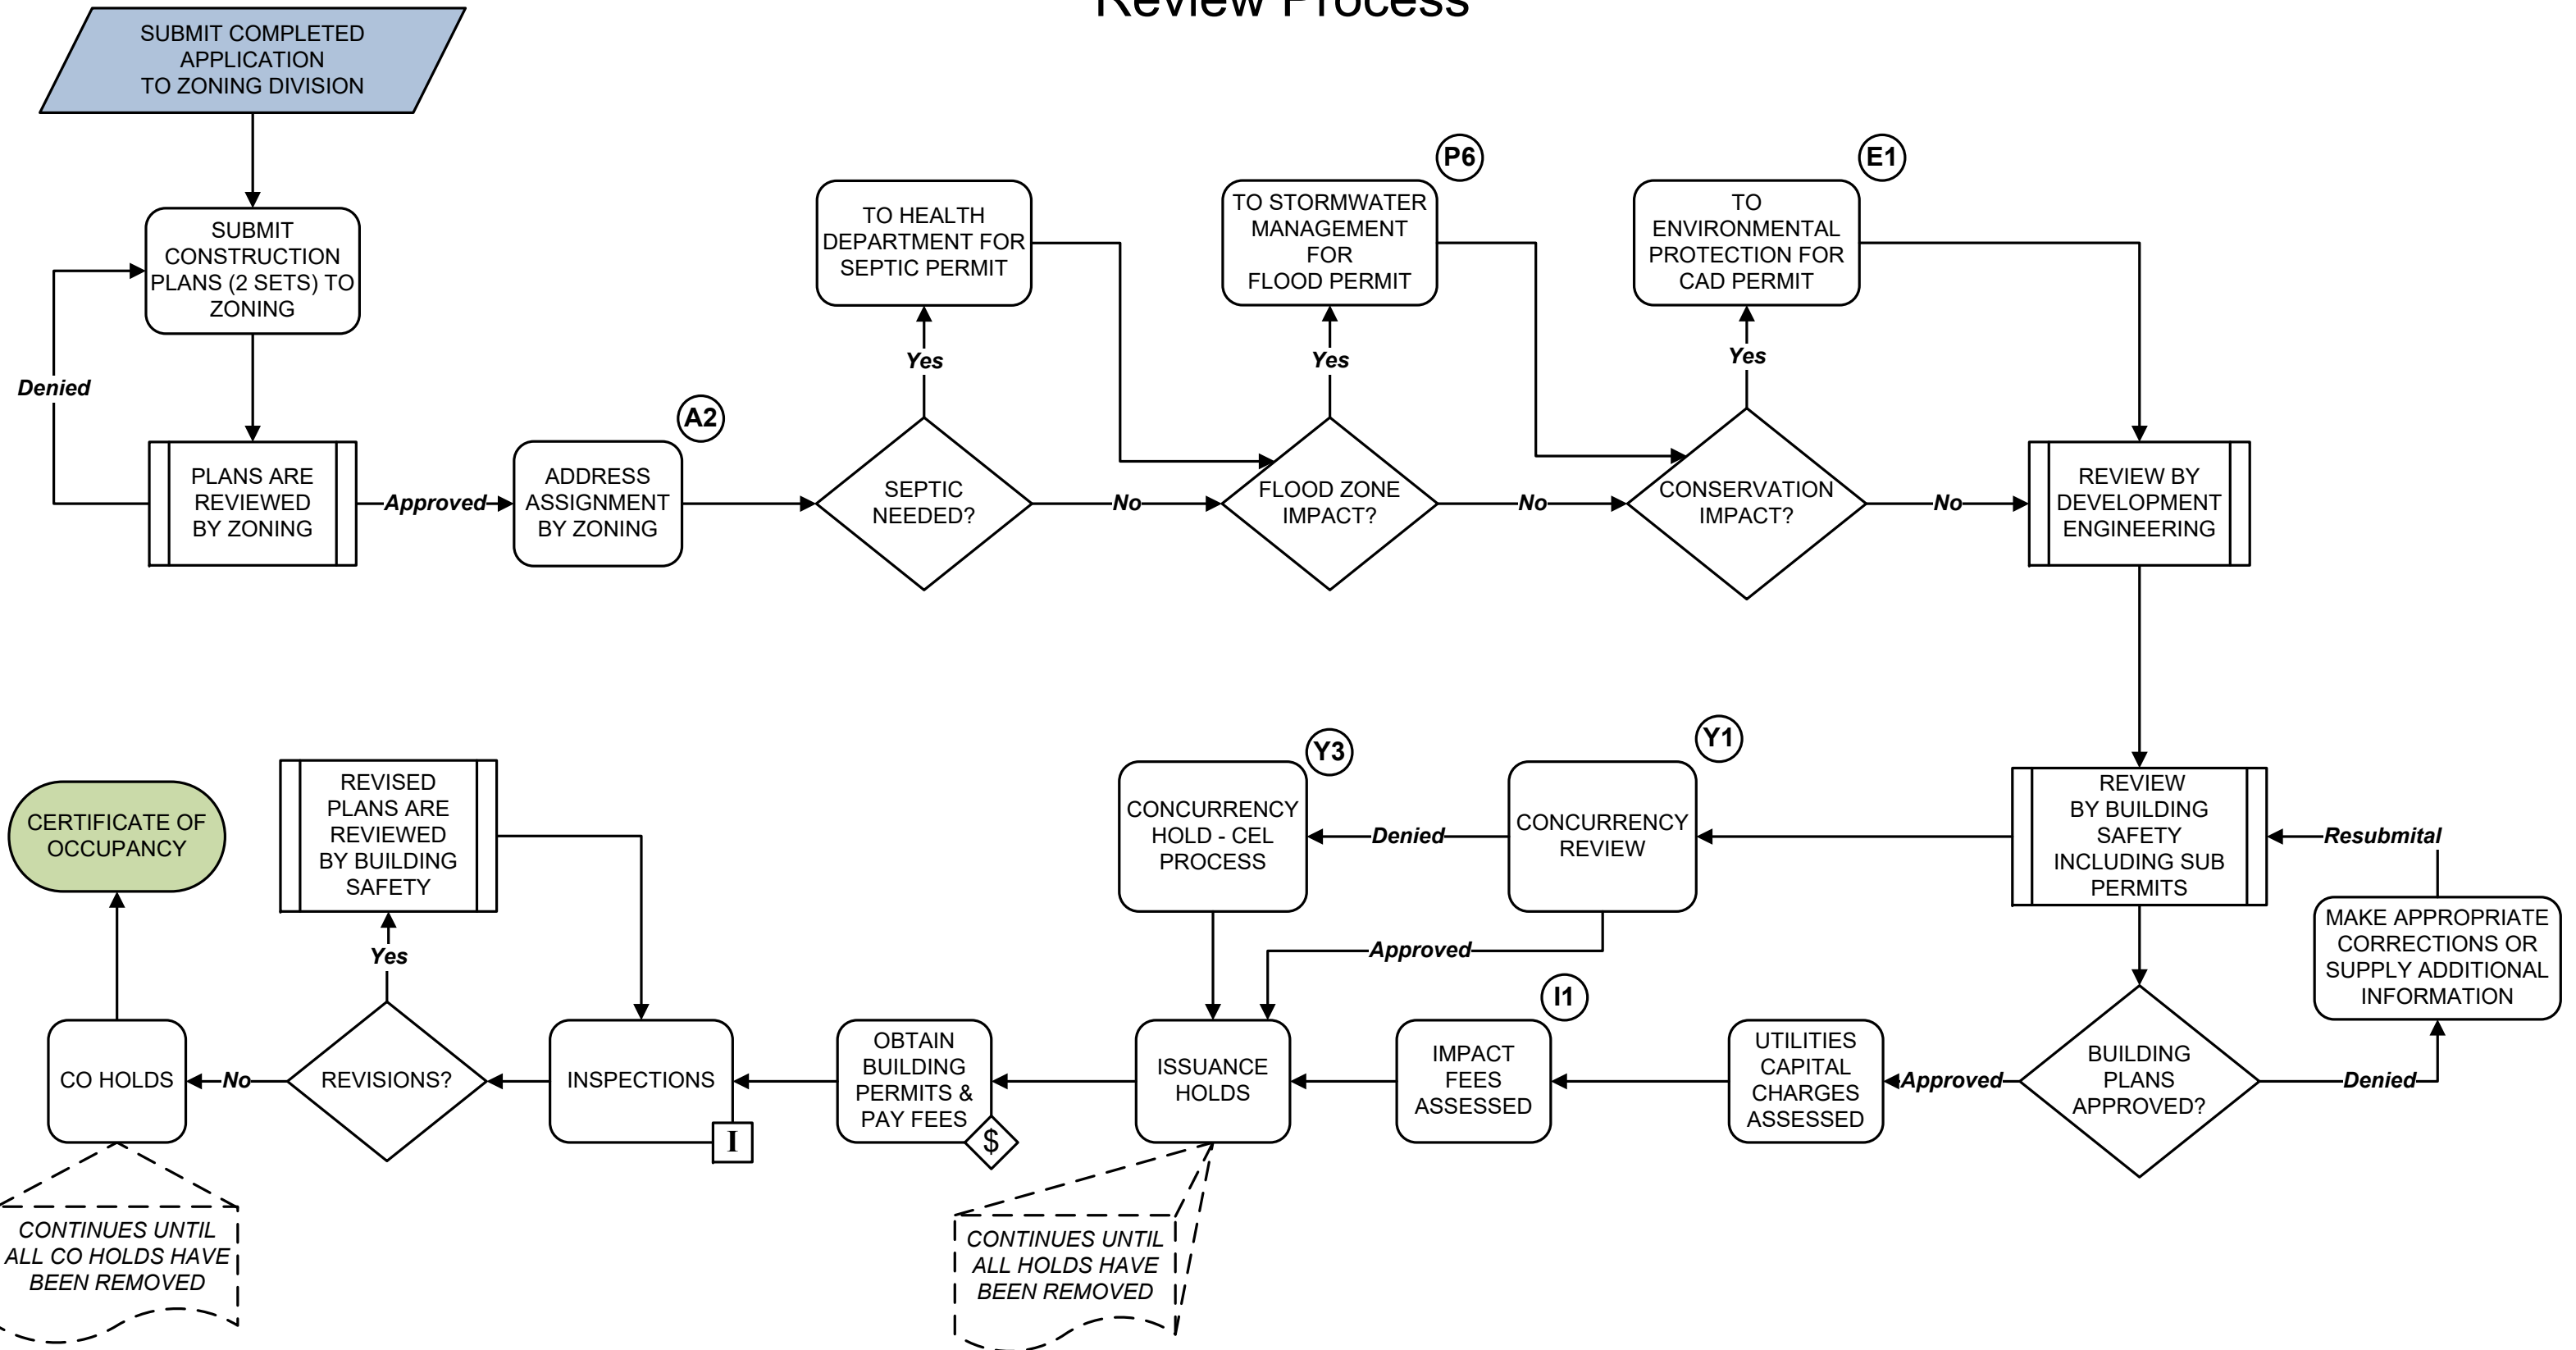 Review Process
SUBMIT COMPLETED
APPLICATION
TO ZONING DIVISION
SUBMIT
CONSTRUCTION
PLANS (2 SETS) TO
ZONING
Denied
PLANS ARE
REVIEWED
BY ZONING
Approved
A2
ADDRESS
ASSIGNMENT
BY ZONING
TO HEALTH
DEPARTMENT FOR
SEPTIC PERMIT
Yes
SEPTIC
NEEDED?
No
P6
TO STORMWATER
MANAGEMENT
FOR
FLOOD PERMIT
Yes
FLOOD ZONE
IMPACT?
No
E1
TO
ENVIRONMENTAL
PROTECTION FOR
CAD PERMIT
Yes
CONSERVATION
IMPACT?
No
REVIEW BY
DEVELOPMENT
ENGINEERING
REVIEW
BY BUILDING
SAFETY
INCLUDING SUB
PERMITS
Resubmital
MAKE APPROPRIATE
CORRECTIONS OR
SUPPLY ADDITIONAL
INFORMATION
Denied
BUILDING
PLANS
APPROVED?
Approved
UTILITIES
CAPITAL
CHARGES
ASSESSED
Y1
CONCURRENCY
REVIEW
Denied
Approved
Y3
CONCURRENCY
HOLD - CEL
PROCESS
I1
IMPACT
FEES
ASSESSED
ISSUANCE
HOLDS
CONTINUES UNTIL
ALL HOLDS HAVE
BEEN REMOVED
OBTAIN
BUILDING
PERMITS &
PAY FEES
$
INSPECTIONS
I
REVISED
PLANS ARE
REVIEWED
BY BUILDING
SAFETY
Yes
REVISIONS?
No
CO HOLDS
CONTINUES UNTIL
ALL CO HOLDS HAVE
BEEN REMOVED
CERTIFICATE OF
OCCUPANCY